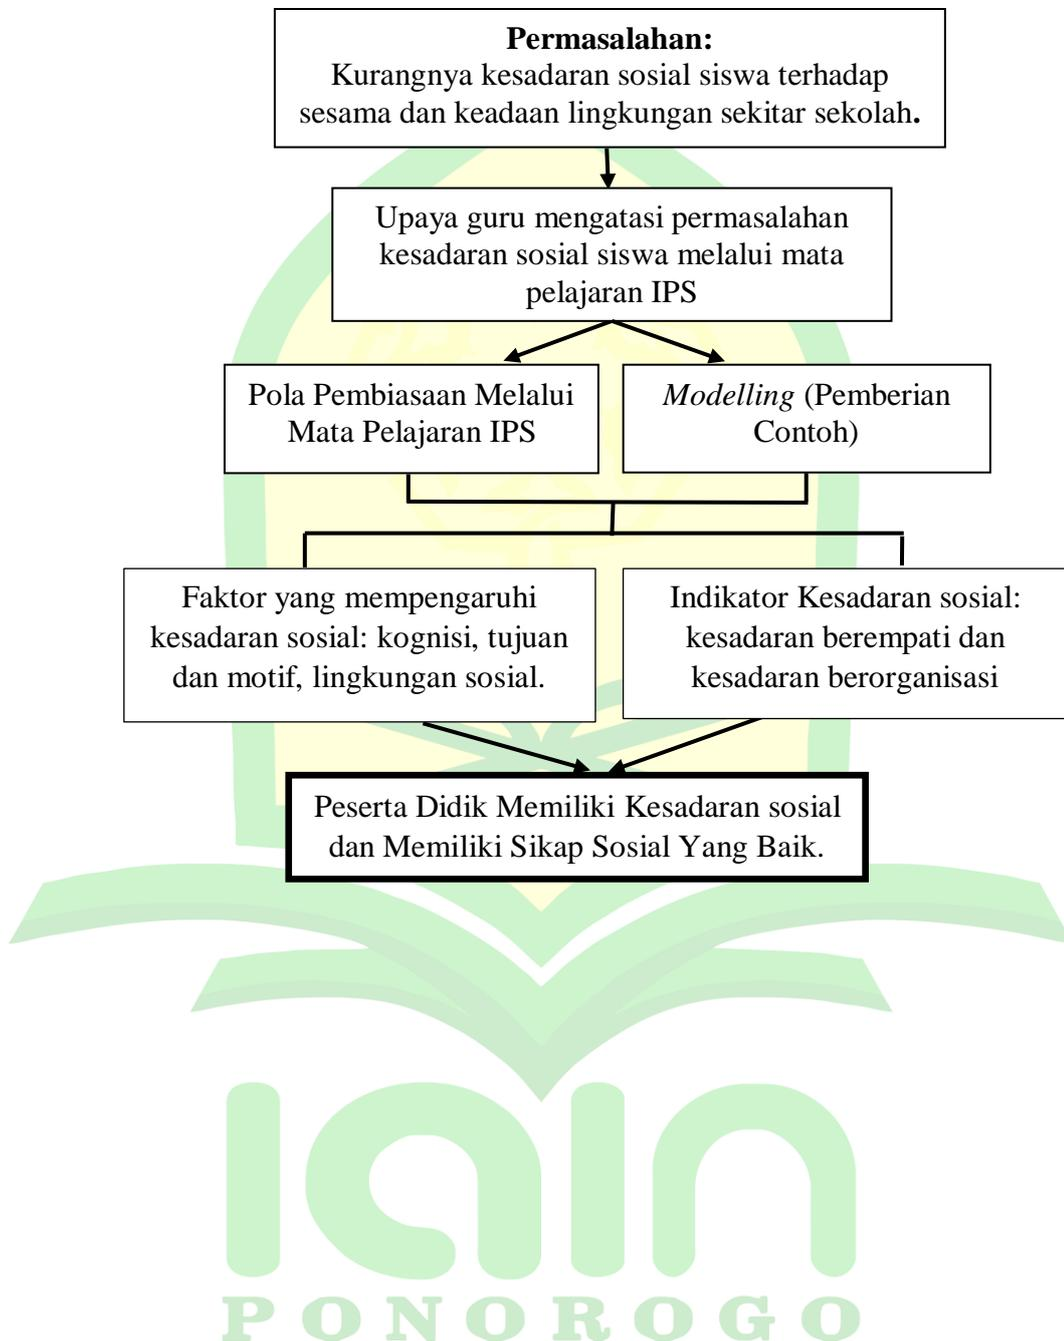 Permasalahan:
Kurangnya kesadaran sosial siswa terhadap
sesama dan keadaan lingkungan sekitar sekolah.
Upaya guru mengatasi permasalahan
kesadaran sosial siswa melalui mata
pelajaran IPS
Pola Pembiasaan Melalui
Mata Pelajaran IPS
Modelling (Pemberian
Contoh)
Faktor yang mempengaruhi
kesadaran sosial: kognisi, tujuan
dan motif, lingkungan sosial.
Indikator Kesadaran sosial:
kesadaran berempati dan
kesadaran berorganisasi
Peserta Didik Memiliki Kesadaran sosial
dan Memiliki Sikap Sosial Yang Baik.
iain
PONOROGO